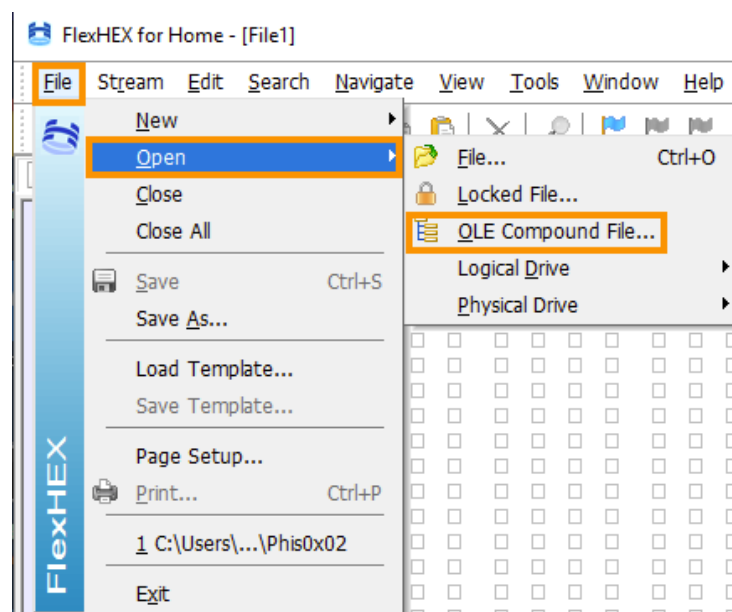 FlexHEX for Home - [File1]
File Stream Edit Search Navigate View Tools Window Help
New
Open
Close
Close All
Save Ctrl+S
Save As...
Load Template...
Save Template...
Page Setup...
Print... Ctrl+P
1 C:\Users\...\Phis0x02
Exit
File... Ctrl+O
Locked File...
OLE Compound File...
Logical Drive
Physical Drive
FlexHEX